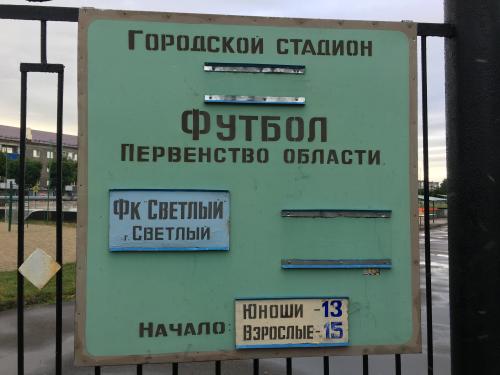 ГОРОДСКОЙ СТАДИОН
ФУТБОЛ
ПЕРВЕНСТВО ОБЛАСТИ
ФК СВЕТЛЫЙ
г. СВЕТЛЫЙ
НАЧАЛО:
ЮНОШИ - 13
ВЗРОСЛЫЕ - 15